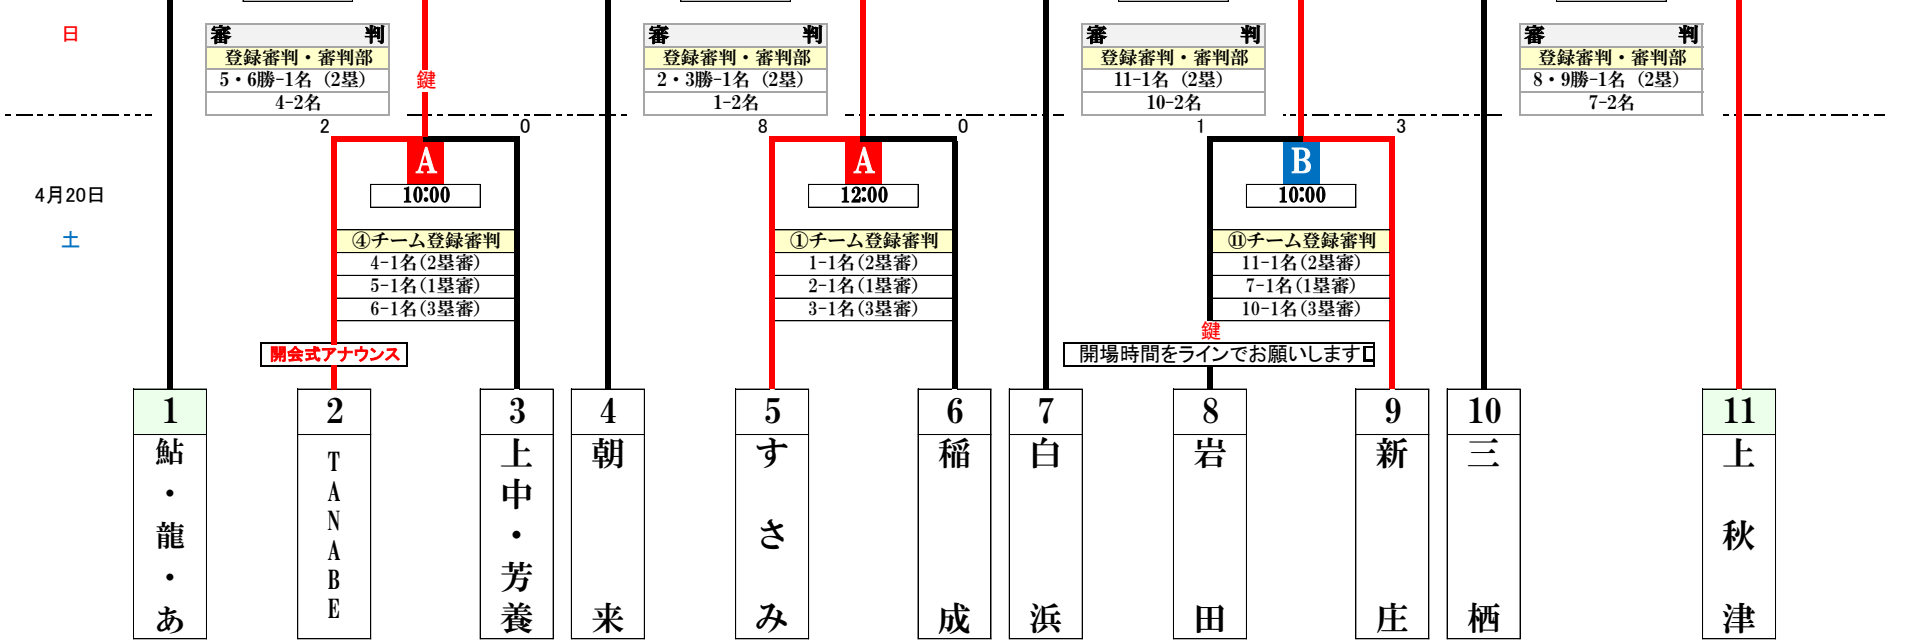 日
審 判
登録審判・審判部
5・6勝-1名（2塁）
4-2名
鍵
審 判
登録審判・審判部
2・3勝-1名（2塁）
1-2名
審 判
登録審判・審判部
11-1名（2塁）
10-2名
審 判
登録審判・審判部
8・9勝-1名（2塁）
7-2名
2
0
8
0
1
3
A
A
B
4月20日
10:00
12:00
10:00
土
④チーム登録審判
4-1名(2塁審)
5-1名(1塁審)
6-1名(3塁審)
①チーム登録審判
1-1名(2塁審)
2-1名(1塁審)
3-1名(3塁審)
⑪チーム登録審判
11-1名(2塁審)
7-1名(1塁審)
10-1名(3塁審)
鍵
開会式アナウンス
開場時間をラインでお願いします
1
2
3
4
5
6
7
8
9
10
11
鮎・龍・あ
TANABE
上中・芳養
朝来
すさみ
稲成
白浜
岩田
新庄
三栖
上秋津